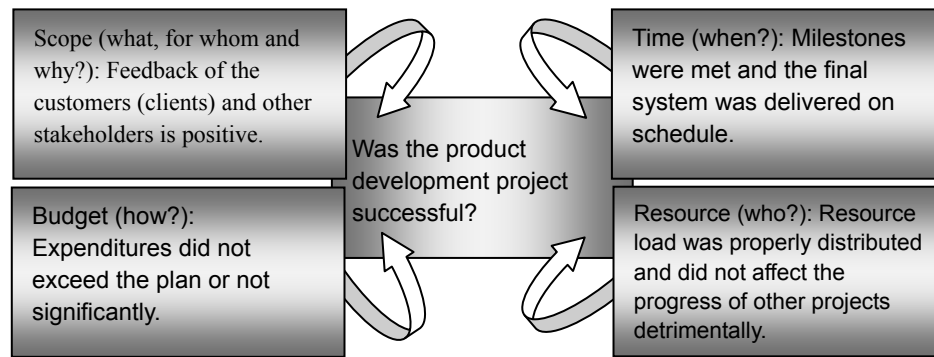 Scope (what, for whom and
why?): Feedback of the
customers (clients) and other
stakeholders is positive.
Time (when?): Milestones
were met and the final
system was delivered on
schedule.
Was the product
development project
successful?
Budget (how?):
Expenditures did not
exceed the plan or not
significantly.
Resource (who?): Resource
load was properly distributed
and did not affect the
progress of other projects
detrimentally.